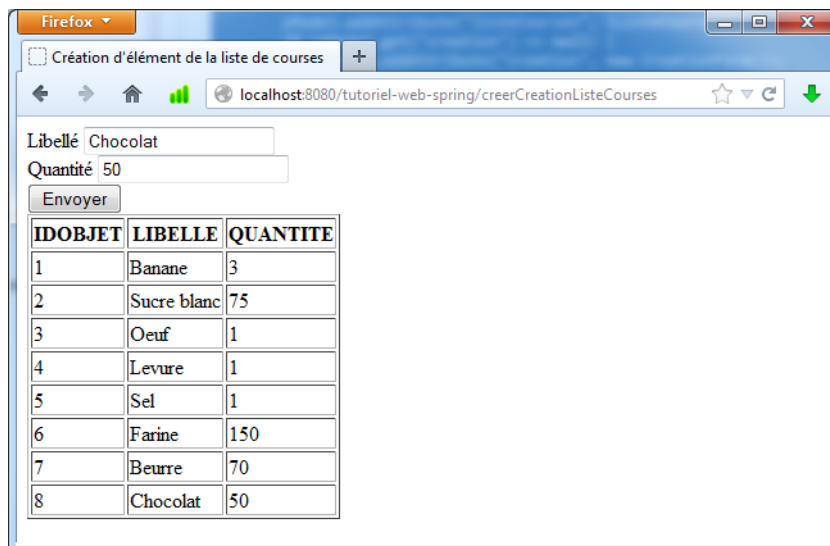 Firefox
Création d'élément de la liste de courses
localhost:8080/tutoriel-web-spring/creerCreationListeCourses
Libellé Chocolat
Quantité 50
Envoyer
IDOBJET LIBELLE QUANTITE
1 Banane 3
2 Sucre blanc 75
3 Oeuf 1
4 Levure 1
5 Sel 1
6 Farine 150
7 Beurre 70
8 Chocolat 50